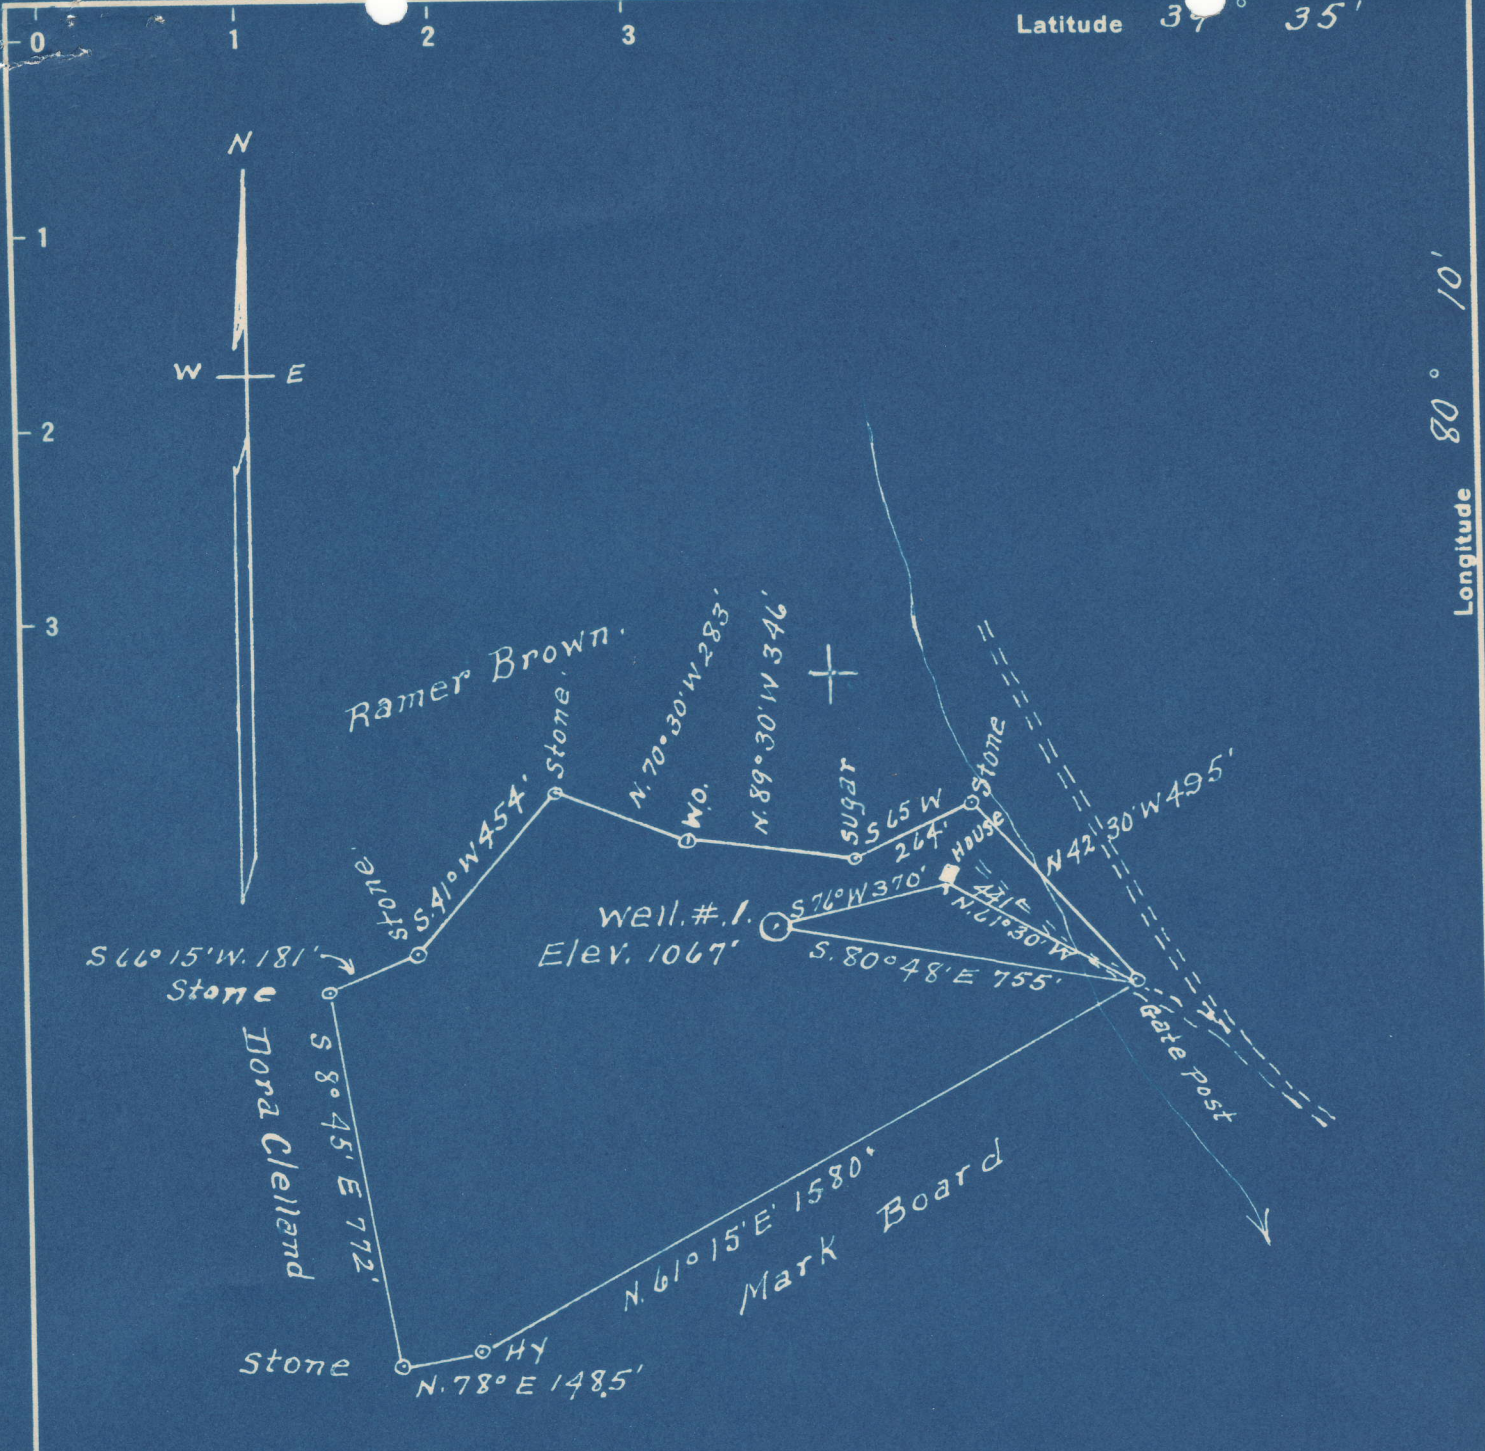 0 1 2 3
Latitude 39° 35'
N
W E
1
2
3
Longitude 80° 10'
Ramer Brown.
Stone
N. 70° 30' W 283'
N. 89° 30' W 346'
W.O.
Sugar
S 65 W
264'
Stone
HOUSE
N 42 30' W 495'
Stone
S. 41° W 454'
S 66° 15' W. 181'
Stone
Well. #. 1.
Elev. 1067'
S 76° W 370'
N. 61° 30' W
S. 80° 48' E 755'
Gate Post
Dora Clelland
S 8° 45' E 772'
N. 61° 15' E 1580'
Mark Board
Stone
HY
N. 78° E 148.5'